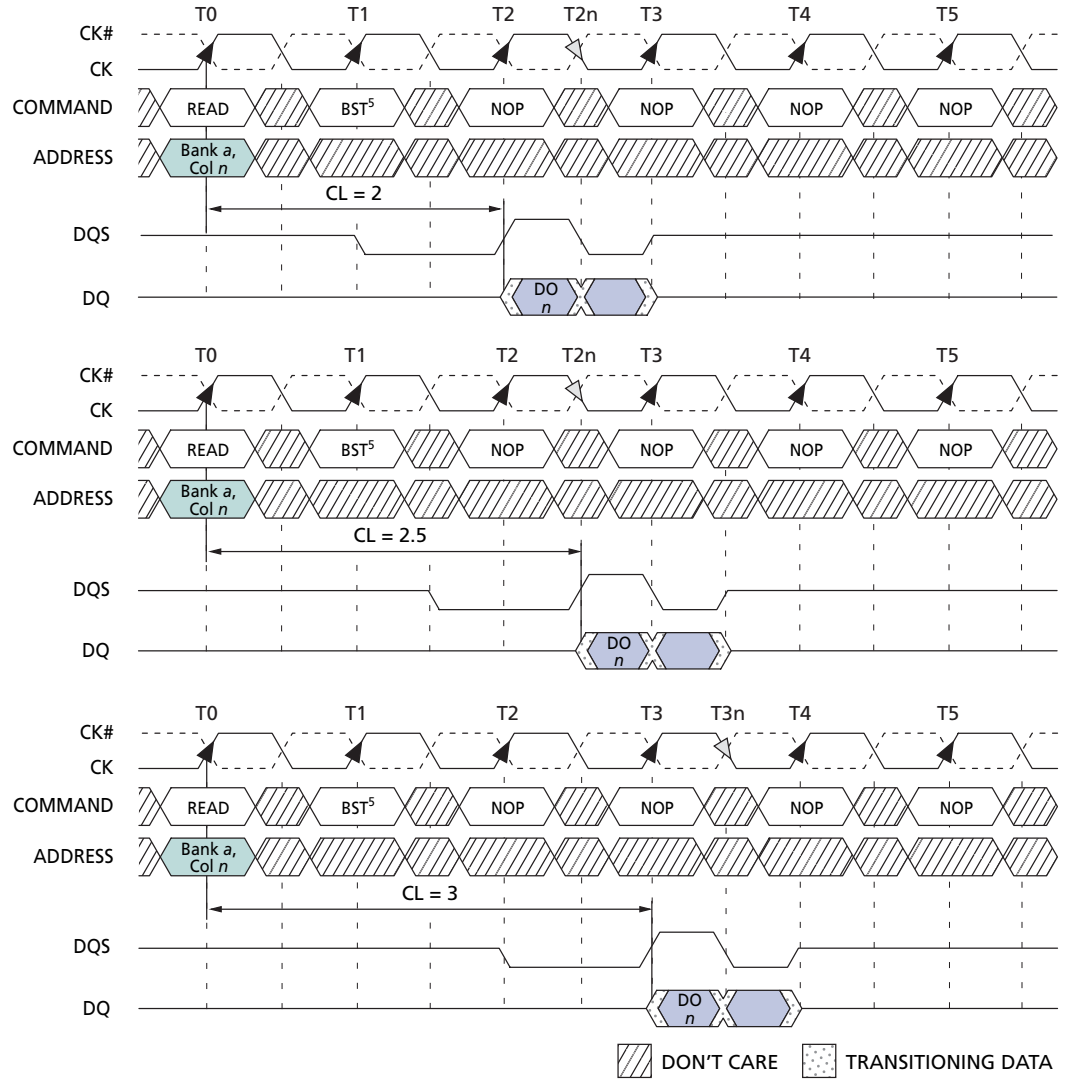 T0 T1 T2 T2n T3 T4 T5
CK#
CK
COMMAND READ BST⁵ NOP NOP NOP NOP
ADDRESS Bank a,
Col n
CL = 2
DQS
DQ DO
n
T0 T1 T2 T2n T3 T4 T5
CK#
CK
COMMAND READ BST⁵ NOP NOP NOP NOP
ADDRESS Bank a,
Col n
CL = 2.5
DQS
DQ DO
n
T0 T1 T2 T3 T3n T4 T5
CK#
CK
COMMAND READ BST⁵ NOP NOP NOP NOP
ADDRESS Bank a,
Col n
CL = 3
DQS
DQ DO
n
DON'T CARE TRANSITIONING DATA